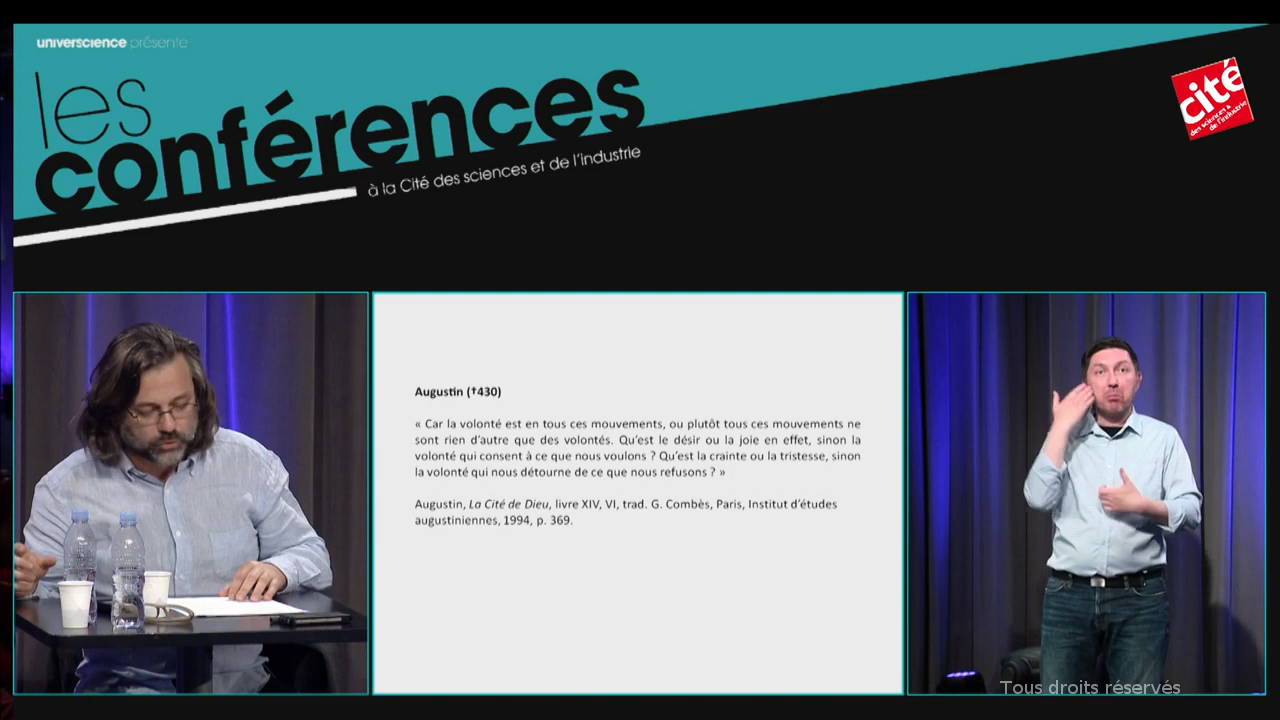 universcience présente
les
conférences
à la Cité des sciences et de l'industrie
cité
des sciences &
de l'industrie
Augustin (†430)
« Car la volonté est en tous ces mouvements, ou plutôt tous ces mouvements ne
sont rien d'autre que des volontés. Qu'est le désir ou la joie en effet, sinon la
volonté qui consent à ce que nous voulons ? Qu'est la crainte ou la tristesse, sinon
la volonté qui nous détourne de ce que nous refusons ? »
Augustin, La Cité de Dieu, livre XIV, VI, trad. G. Combès, Paris, Institut d'études
augustiniennes, 1994, p. 369.
Tous droits réservés